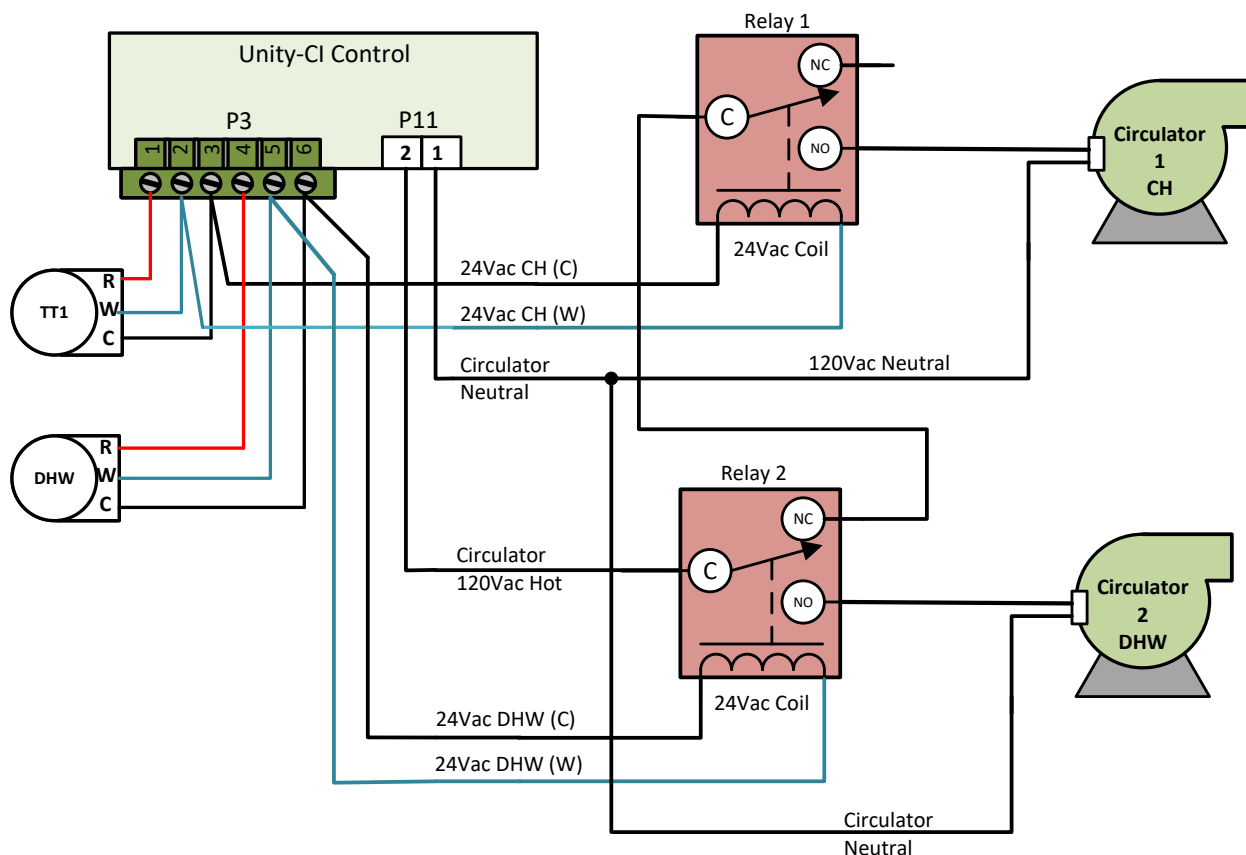 Relay 1
Unity-CI Control
P3
P11
1 2 3 4 5 6
2 1
NC
C
NO
24Vac Coil
Circulator
1
CH
TT1
R
W
C
24Vac CH (C)
24Vac CH (W)
Circulator
Neutral
120Vac Neutral
DHW
R
W
C
Relay 2
NC
C
NO
24Vac Coil
Circulator
120Vac Hot
Circulator
2
DHW
24Vac DHW (C)
24Vac DHW (W)
Circulator
Neutral